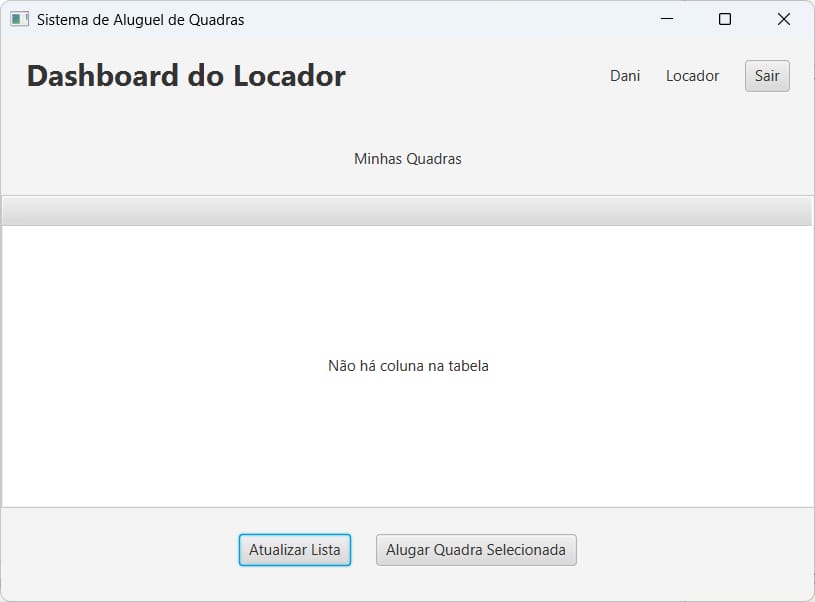 Sistema de Aluguel de Quadras
Dashboard do Locador
Dani Locador Sair
Minhas Quadras
Não há coluna na tabela
Atualizar Lista Alugar Quadra Selecionada